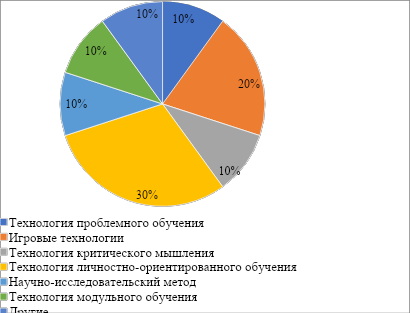 10%
10%
20%
10%
10%
10%
30%
Технология проблемного обучения
Игровые технологии
Технология критического мышления
Технология личностно-ориентированного обучения
Научно-исследовательский метод
Технология модульного обучения
Другие